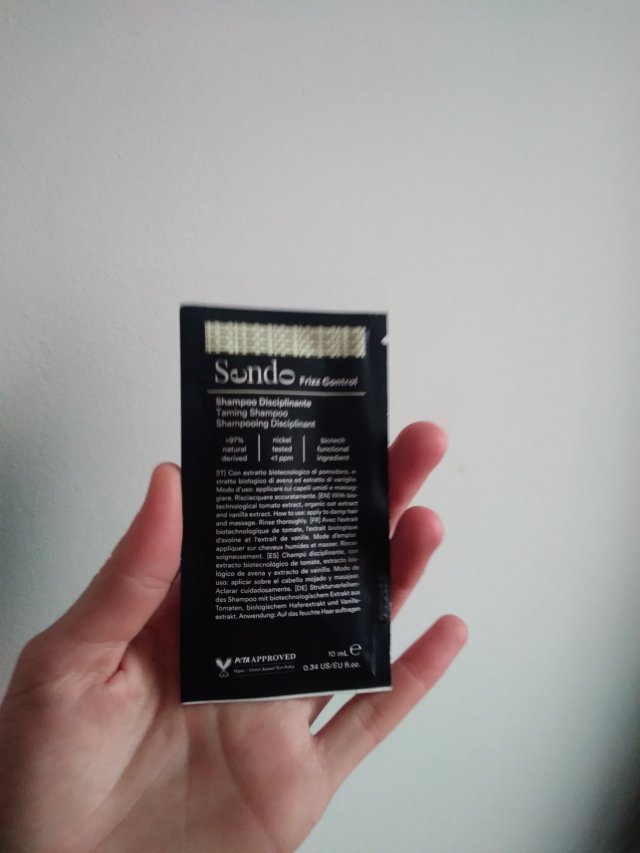 Sendo Frizz Control
Shampoo Disciplinante
Taming Shampoo
Shampooing Disciplinant
>97% nickel biotech
natural tested functional
derived <1 ppm ingredient
[IT] Con estratto biotecnologico di pomodoro, e-
stratto biologico di avena ed estratto di vaniglia.
Modo d'uso: applicare sui capelli umidi e massag-
giare. Risciacquare accuratamente. [EN] With bio-
technological tomato extract, organic oat extract
and vanilla extract. How to use: apply to damp hair
and massage. Rinse thoroughly. [FR] Avec l'extrait
biotechnologique de tomate, l'extrait biologique
d'avoine et l'extrait de vanille. Mode d'emploi:
appliquer sur cheveux humides et masser. Rincer
soigneusement. [ES] Champú disciplinante, con
extracto biotecnológico de tomate, extracto bio-
lógico de avena y extracto de vainilla. Modo de
uso: aplicar sobre el cabello mojado y masajear.
Aclarar cuidadosamente. [DE] Strukturverleihen-
des Shampoo mit biotechnologischem Extrakt aus
Tomaten, biologischem Haferextrakt und Vanille-
extrakt. Anwendung: Auf das feuchte Haar auftragen
PETA APPROVED
Vegan | Global Animal Test Policy
10 mL e
0.34 US/EU fl.oz.